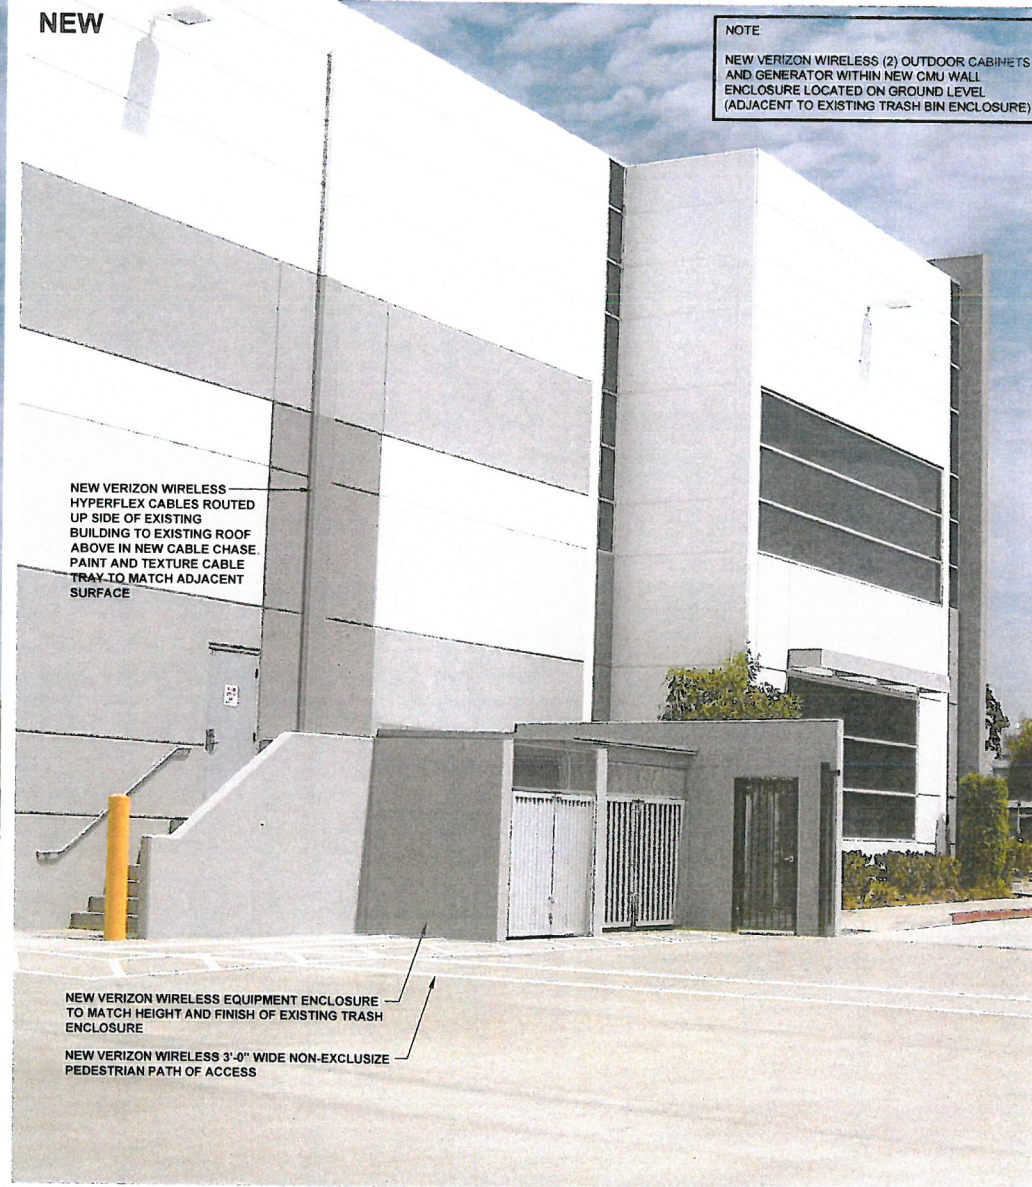 NEW
NOTE
NEW VERIZON WIRELESS (2) OUTDOOR CABINETS
AND GENERATOR WITHIN NEW CMU WALL
ENCLOSURE LOCATED ON GROUND LEVEL
(ADJACENT TO EXISTING TRASH BIN ENCLOSURE)
NEW VERIZON WIRELESS
HYPERFLEX CABLES ROUTED
UP SIDE OF EXISTING
BUILDING TO EXISTING ROOF
ABOVE IN NEW CABLE CHASE.
PAINT AND TEXTURE CABLE
TRAY TO MATCH ADJACENT
SURFACE
NEW VERIZON WIRELESS EQUIPMENT ENCLOSURE
TO MATCH HEIGHT AND FINISH OF EXISTING TRASH
ENCLOSURE
NEW VERIZON WIRELESS 3'-0" WIDE NON-EXCLUSIZE
PEDESTRIAN PATH OF ACCESS